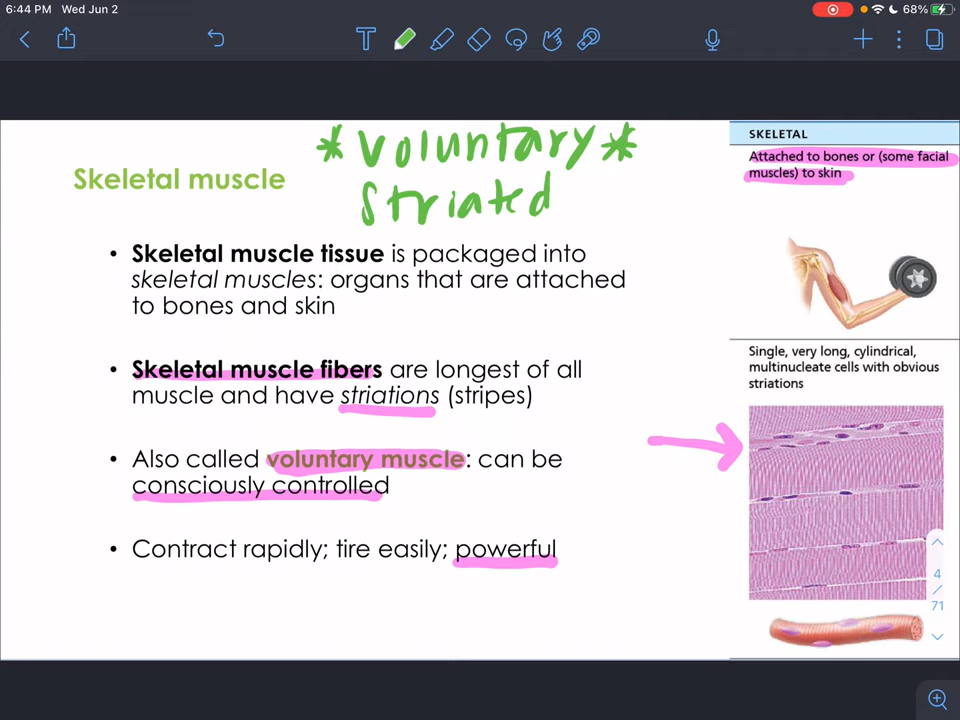 6:44 PM Wed Jun 2
68%
T
*Voluntary*
Striated
Skeletal muscle
• Skeletal muscle tissue is packaged into
skeletal muscles: organs that are attached
to bones and skin
• Skeletal muscle fibers are longest of all
muscle and have striations (stripes)
• Also called voluntary muscle: can be
consciously controlled
• Contract rapidly; tire easily; powerful
SKELETAL
Attached to bones or (some facial
muscles) to skin
Single, very long, cylindrical,
multinucleate cells with obvious
striations
4
/
71